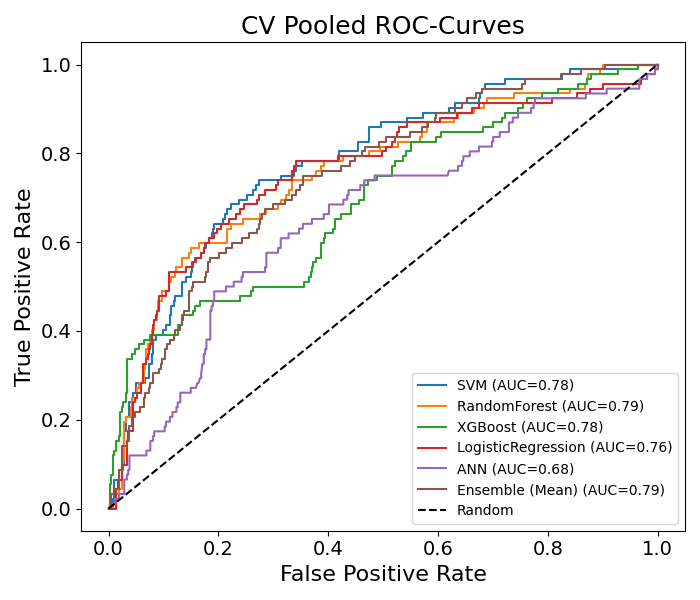 CV Pooled ROC-Curves
True Positive Rate
1.0
0.8
0.6
0.4
0.2
0.0
SVM (AUC=0.78)
RandomForest (AUC=0.79)
XGBoost (AUC=0.78)
LogisticRegression (AUC=0.76)
ANN (AUC=0.68)
Ensemble (Mean) (AUC=0.79)
Random
0.0 0.2 0.4 0.6 0.8 1.0
False Positive Rate